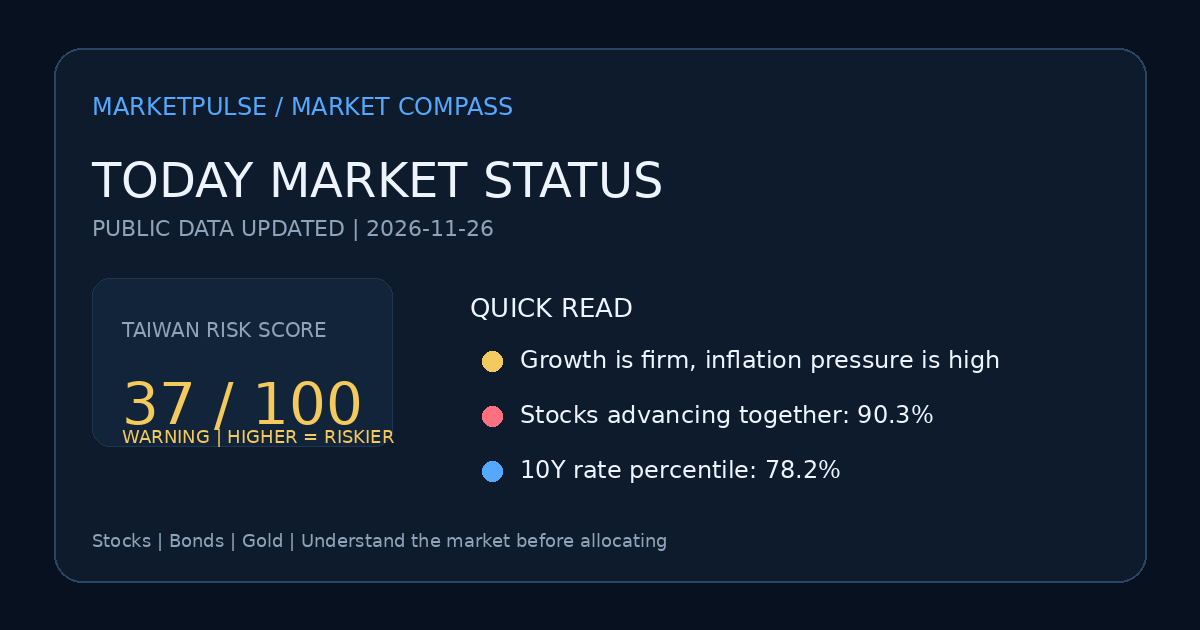 MARKETPULSE / MARKET COMPASS
TODAY MARKET STATUS
PUBLIC DATA UPDATED | 2026-11-26
TAIWAN RISK SCORE
37 / 100
WARNING | HIGHER = RISKIER
QUICK READ
Growth is firm, inflation pressure is high
Stocks advancing together: 90.3%
10Y rate percentile: 78.2%
Stocks | Bonds | Gold | Understand the market before allocating